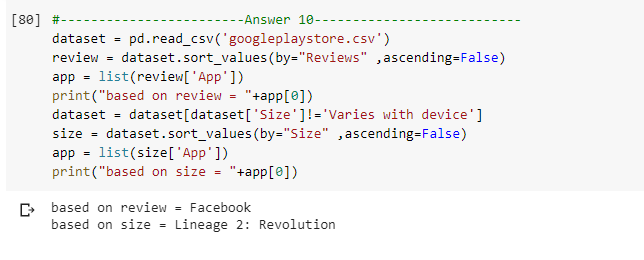 [80] #-----------------------Answer 10--------------------------
dataset = pd.read_csv('googleplaystore.csv')
review = dataset.sort_values(by="Reviews" ,ascending=False)
app = list(review['App'])
print("based on review = "+app[0])
dataset = dataset[dataset['Size']!='Varies with device']
size = dataset.sort_values(by="Size" ,ascending=False)
app = list(size['App'])
print("based on size = "+app[0])
based on review = Facebook
based on size = Lineage 2: Revolution